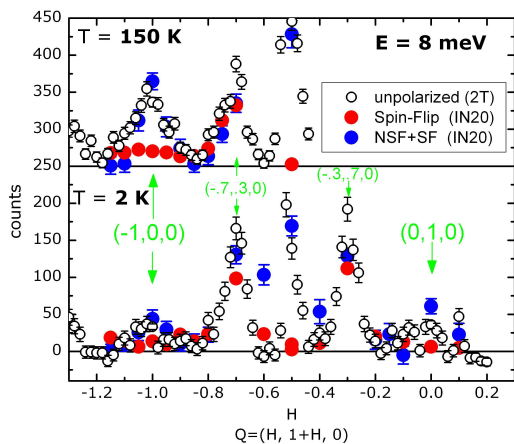 450
T = 150 K
E = 8 meV
400
350
unpolarized (2T)
Spin-Flip (IN20)
NSF+SF (IN20)
300
250
T = 2 K
(-.7,.3,0)
(-.3,.7,0)
200
(-1,0,0)
(0,1,0)
150
100
50
0
counts
-1.2 -1.0 -0.8 -0.6 -0.4 -0.2 0.0 0.2
H
Q=(H, 1+H, 0)